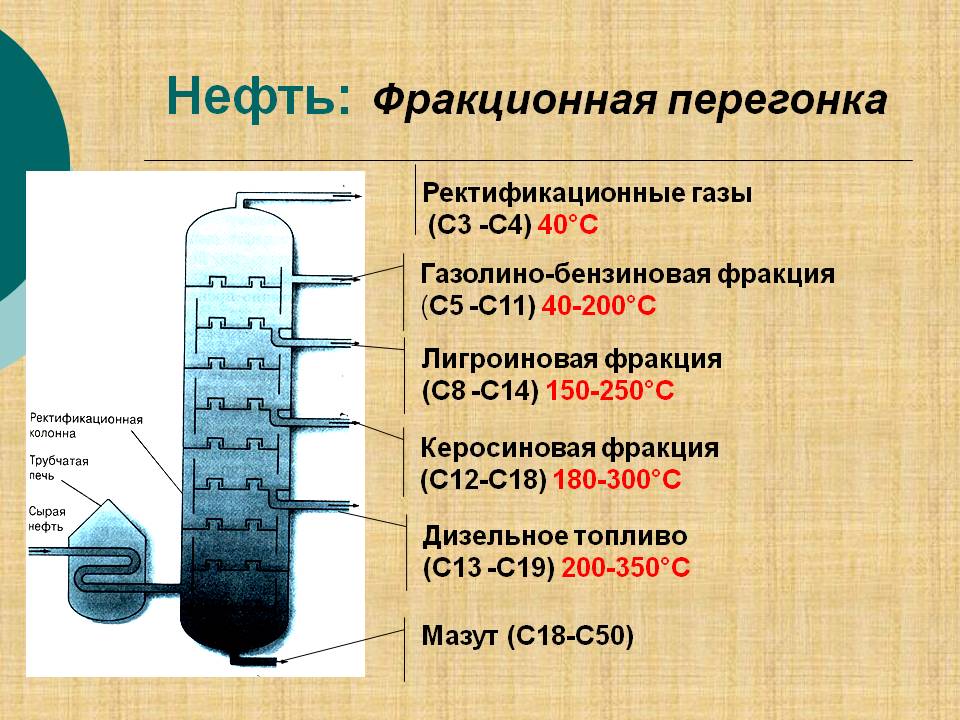 Нефть: Фракционная перегонка
Ректификационные газы
(С3 -С4) 40°С
Газолино-бензиновая фракция
(С5 -С11) 40-200°С
Лигроиновая фракция
(С8 -С14) 150-250°С
Керосиновая фракция
(С12-С18) 180-300°С
Дизельное топливо
(С13 -С19) 200-350°С
Мазут (С18-С50)
Ректификационная
колонна
Трубчатая
печь
Сырая
нефть